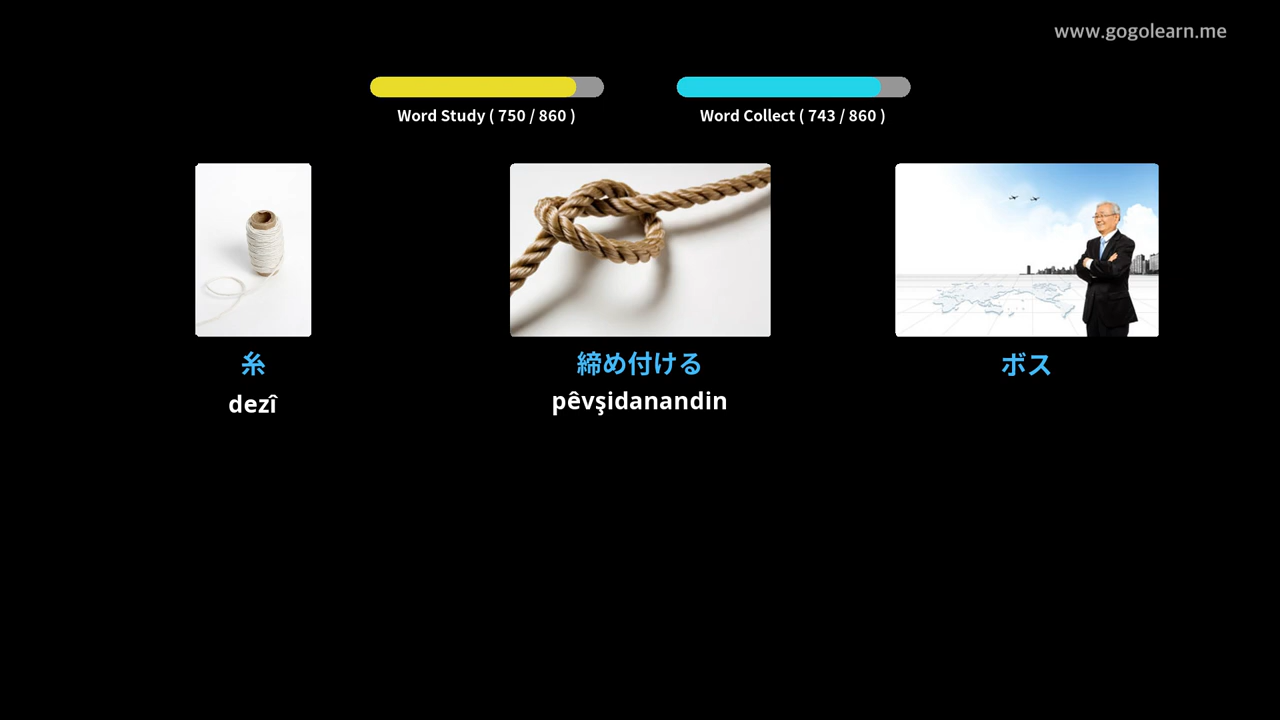 www.gogolearn.me
Word Study ( 750 / 860 )
Word Collect ( 743 / 860 )
糸
締め付ける
ボス
dezî
pêvşidanandin